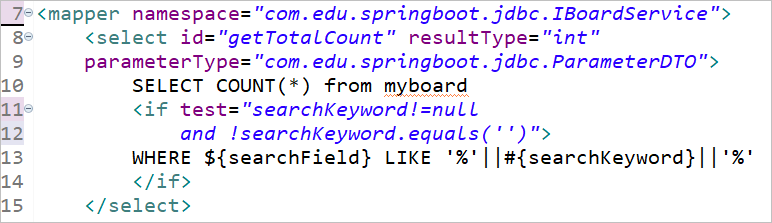 7 <mapper namespace="com.edu.springboot.jdbc.IBoardService">
8 <select id="getTotalCount" resultType="int"
9 parameterType="com.edu.springboot.jdbc.ParameterDTO">
10 SELECT COUNT(*) from myboard
11 <if test="searchKeyword!=null
12 and !searchKeyword.equals('')">
13 WHERE ${searchField} LIKE '%'||#{searchKeyword}||'%'
14 </if>
15 </select>